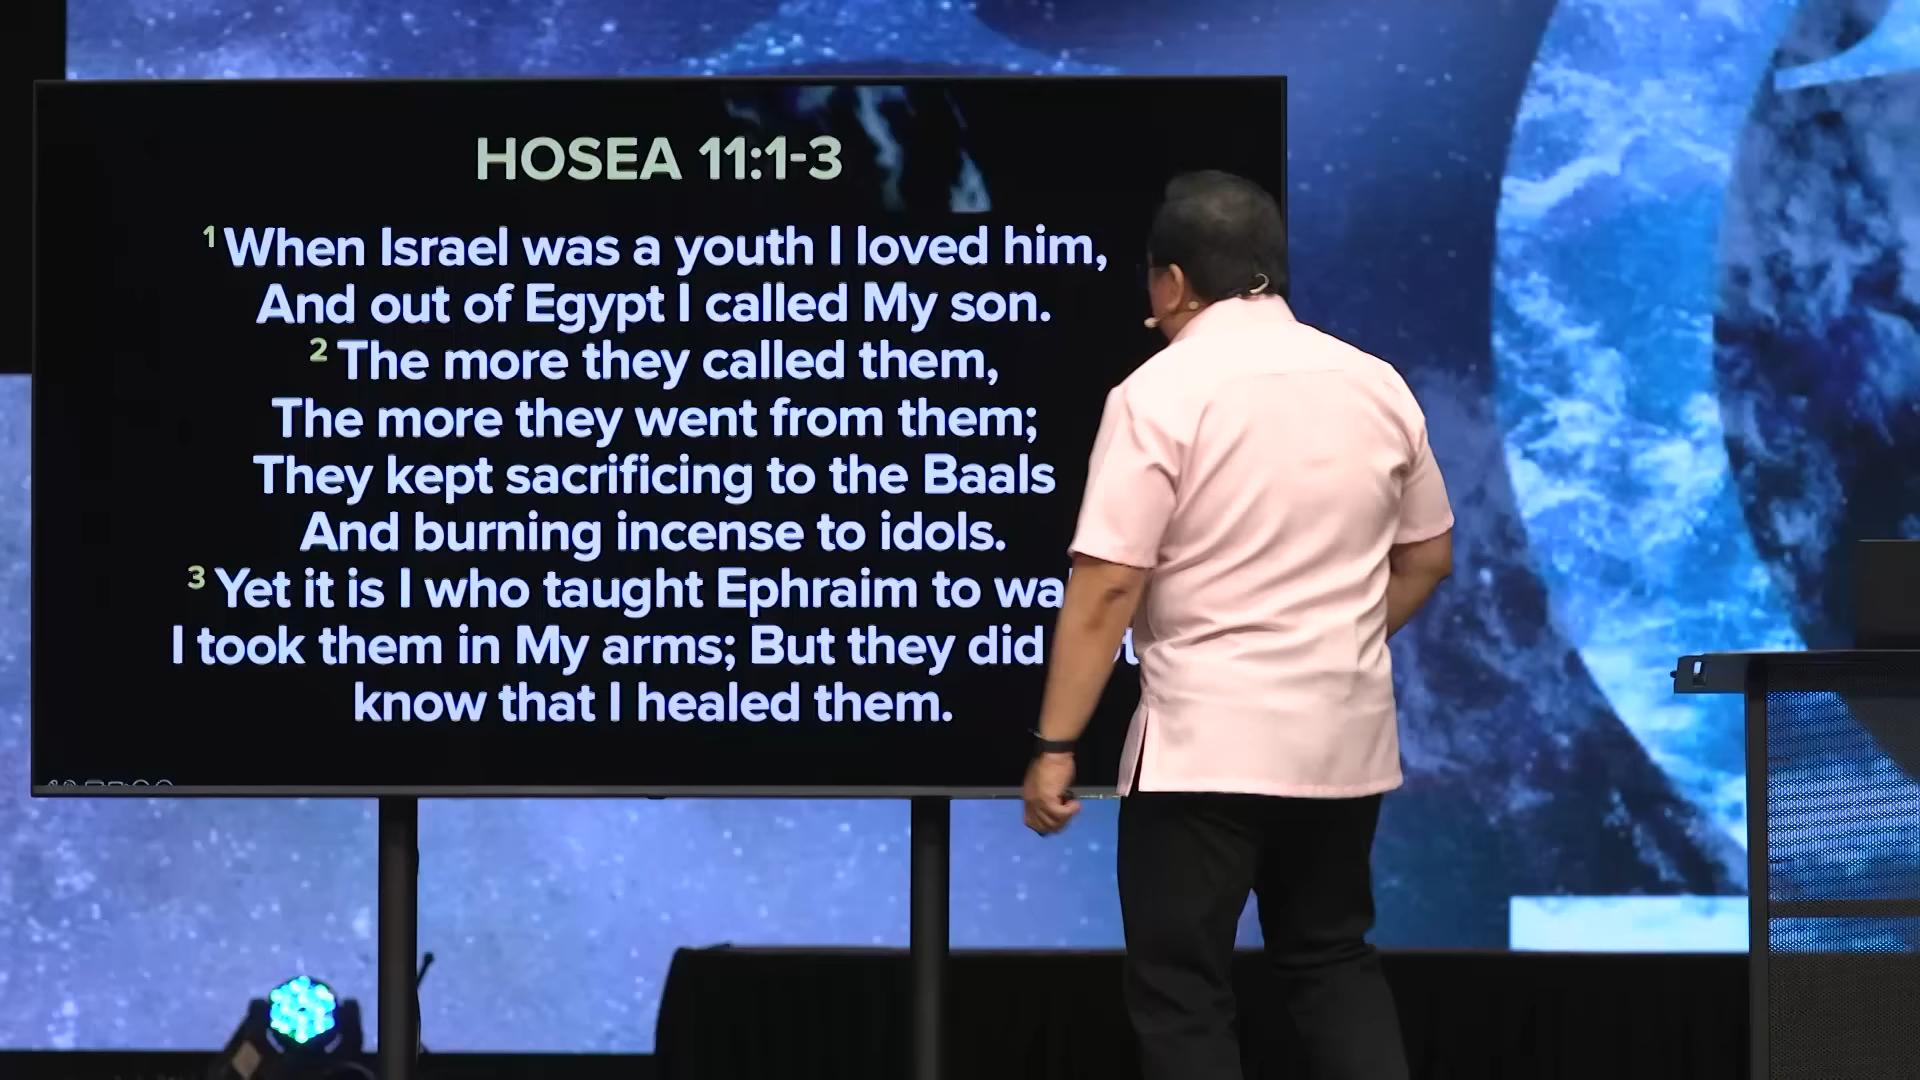 HOSEA 11:1-3
1 When Israel was a youth I loved him,
And out of Egypt I called My son.
2 The more they called them,
The more they went from them;
They kept sacrificing to the Baals
And burning incense to idols.
3 Yet it is I who taught Ephraim to
I took them in My arms; But they did
know that I healed them.